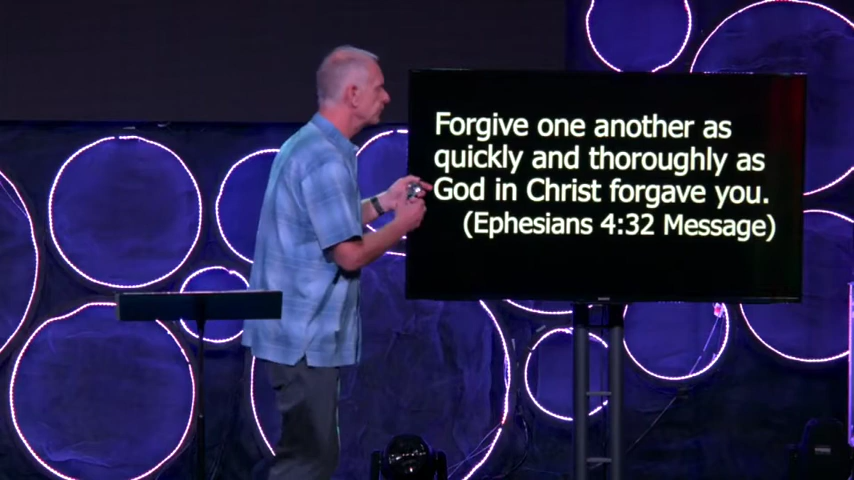 Forgive one another as
quickly and thoroughly as
God in Christ forgave you.
(Ephesians 4:32 Message)